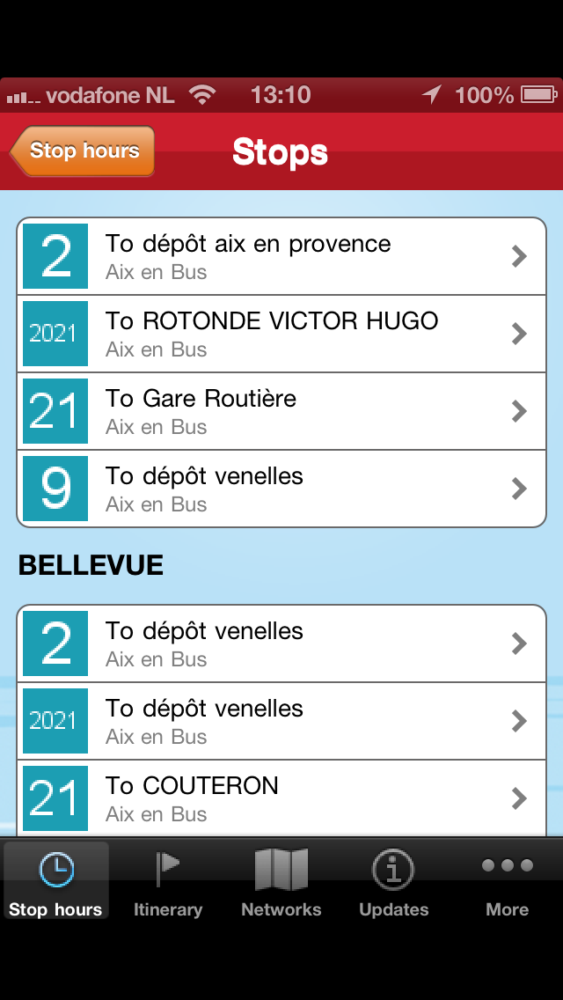 vodafone NL 13:10 100%
Stop hours Stops
2 To dépôt aix en provence
Aix en Bus
2021 To ROTONDE VICTOR HUGO
Aix en Bus
21 To Gare Routière
Aix en Bus
9 To dépôt venelles
Aix en Bus
BELLEVUE
2 To dépôt venelles
Aix en Bus
2021 To dépôt venelles
Aix en Bus
21 To COUTERON
Aix en Bus
Stop hours Itinerary Networks Updates More